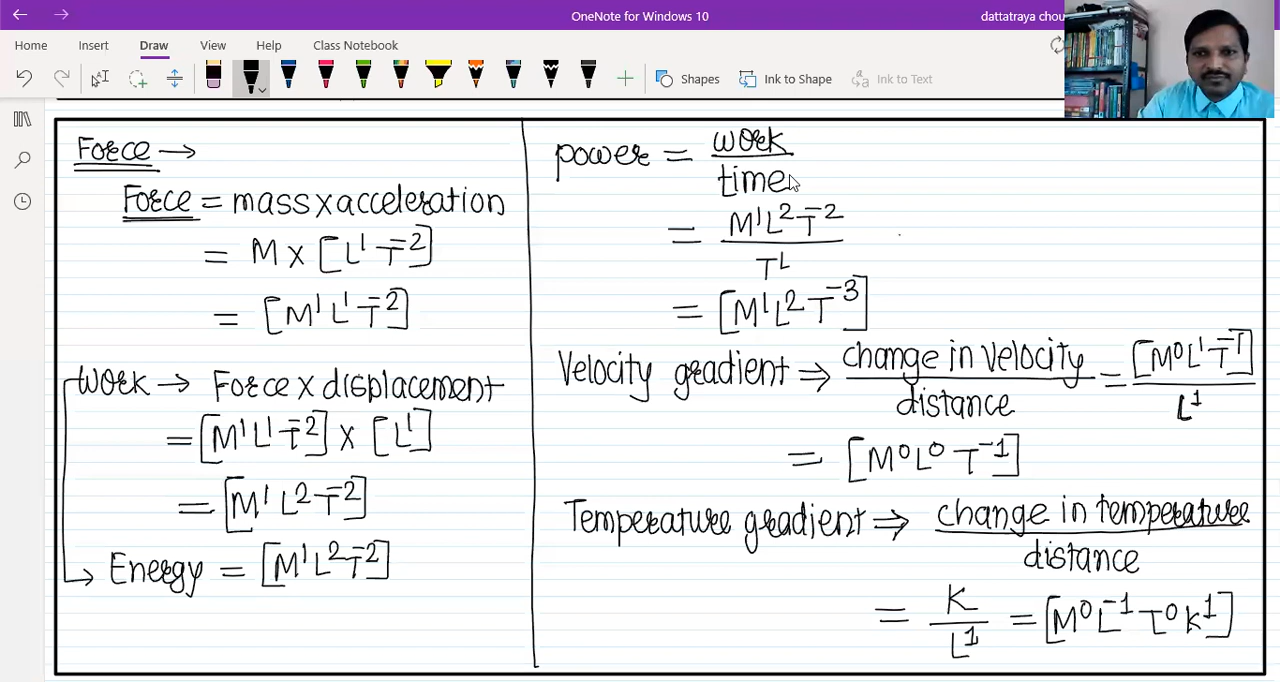 OneNote for Windows 10
dattatraya chou
Home Insert Draw View Help Class Notebook
Shapes Ink to Shape Ink to Text
Force →
Force = mass x acceleration
= M x [L¹ T⁻²]
= [M¹ L¹ T⁻²]
Work → Force x displacement
= [M¹ L¹ T⁻²] x [L¹]
= [M¹ L² T⁻²]
→ Energy = [M¹ L² T⁻²]
power = work / time
= M¹ L² T⁻² / T¹
= [M¹ L² T⁻³]
Velocity gradient ⇒ change in velocity / distance = [M⁰ L¹ T⁻¹] / L¹
= [M⁰ L⁰ T⁻¹]
Temperature gradient ⇒ change in temperature / distance
= K / L¹ = [M⁰ L⁻¹ T⁰ K¹]